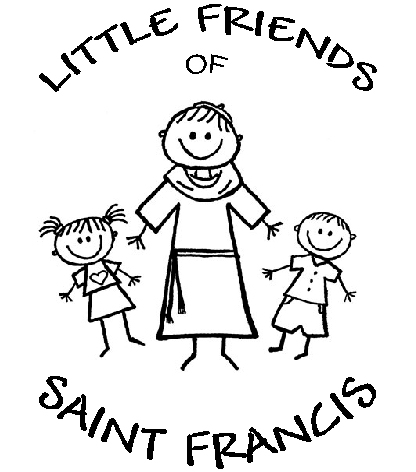 LITTLE FRIENDS
OF
SAINT FRANCIS